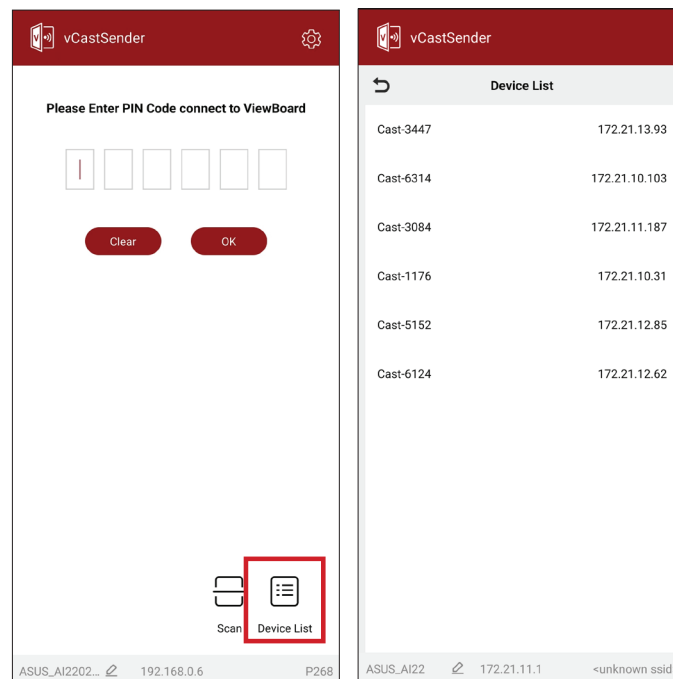 vCastSender
Please Enter PIN Code connect to ViewBoard
Clear
OK
Scan
Device List
ASUS_AI2202...
192.168.0.6
P268
vCastSender
Device List
Cast-3447
172.21.13.93
Cast-6314
172.21.10.103
Cast-3084
172.21.11.187
Cast-1176
172.21.10.31
Cast-5152
172.21.12.85
Cast-6124
172.21.12.62
ASUS_AI22
172.21.11.1
<unknown ssid